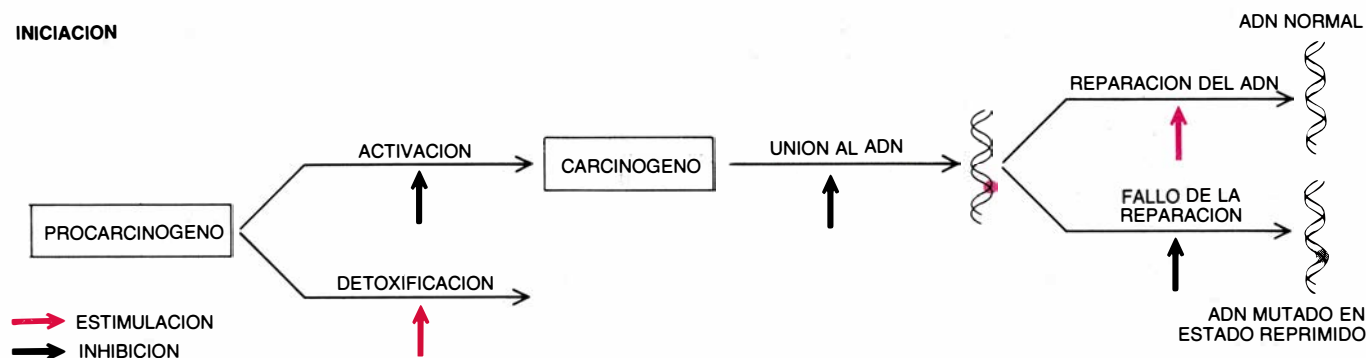 INICIACION
ADN NORMAL
REPARACION DEL ADN
ACTIVACION
UNION AL ADN
CARCINOGENO
FALLO DE LA
REPARACION
PROCARCINOGENO
DETOXIFICACION
ESTIMULACION
INHIBICION
ADN MUTADO EN
ESTADO REPRIMIDO